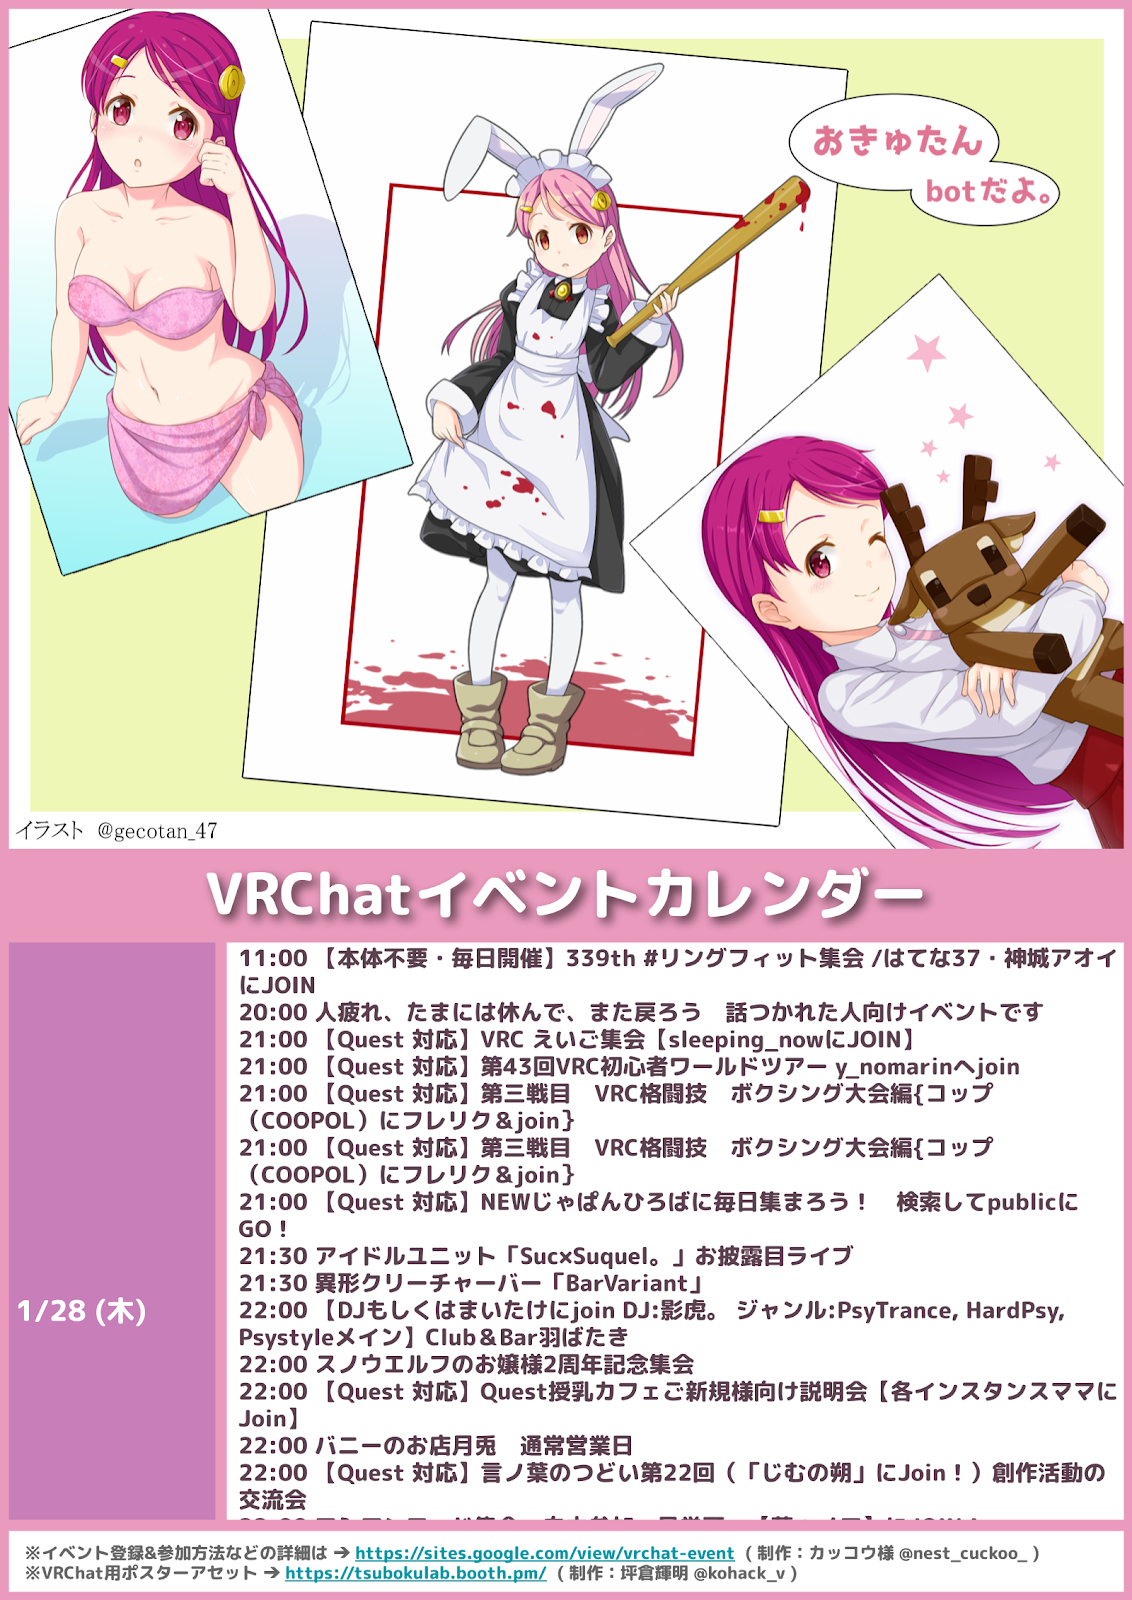 おきゅたん
botだよ。
イラスト @gecotan_47
VRChatイベントカレンダー
1/28 (木)
11:00 【本体不要・毎日開催】339th #リングフィット集会 /はてな37・神城アオイ
にJOIN
20:00 人疲れ、たまには休んで、また戻ろう　話つかれた人向けイベントです
21:00 【Quest 対応】VRC えいご集会【sleeping_nowにJOIN】
21:00 【Quest 対応】第43回VRC初心者ワールドツアー y_nomarinへjoin
21:00 【Quest 対応】第三戦目　VRC格闘技　ボクシング大会編{コップ
（COOPOL）にフレリク＆join}
21:00 【Quest 対応】第三戦目　VRC格闘技　ボクシング大会編{コップ
（COOPOL）にフレリク＆join}
21:00 【Quest 対応】NEWじゃぱんひろばに毎日集まろう！　検索してpublicに
GO！
21:30 アイドルユニット「Suc×Suquel。」お披露目ライブ
21:30 異形クリーチャーバー「BarVariant」
22:00 【DJもしくはまいたけにjoin DJ:影虎。 ジャンル:PsyTrance, HardPsy,
Psystyleメイン】Club＆Bar羽ばたき
22:00 スノウエルフのお嬢様2周年記念集会
22:00 【Quest 対応】Quest授乳カフェご新規様向け説明会【各インスタンスママに
Join】
22:00 バニーのお店月兎　通常営業日
22:00 【Quest 対応】言ノ葉のつどい第22回（「じむの朔」にJoin！）創作活動の
交流会
※イベント登録&参加方法などの詳細は ➔ https://sites.google.com/view/vrchat-event ( 制作：カッコウ様 @nest_cuckoo_ )
※VRChat用ポスターアセット ➔ https://tsubokulab.booth.pm/ ( 制作：坪倉輝明 @kohack_v )